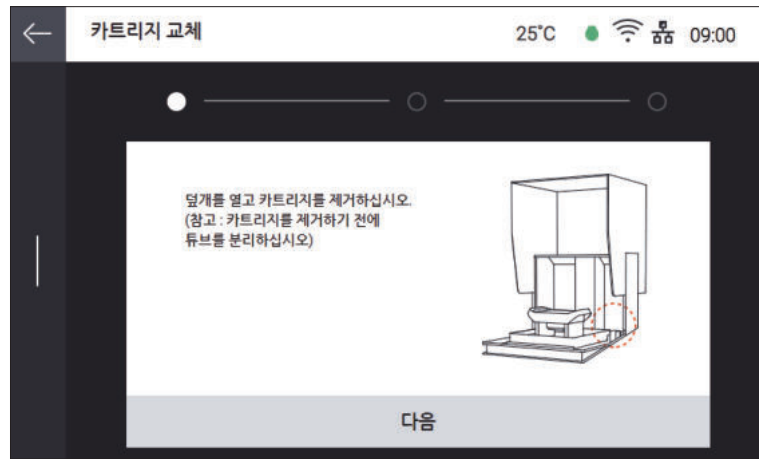 카트리지 교체
25˚C
09:00
덮개를 열고 카트리지를 제거하십시오.
(참고 : 카트리지를 제거하기 전에
튜브를 분리하십시오)
다음